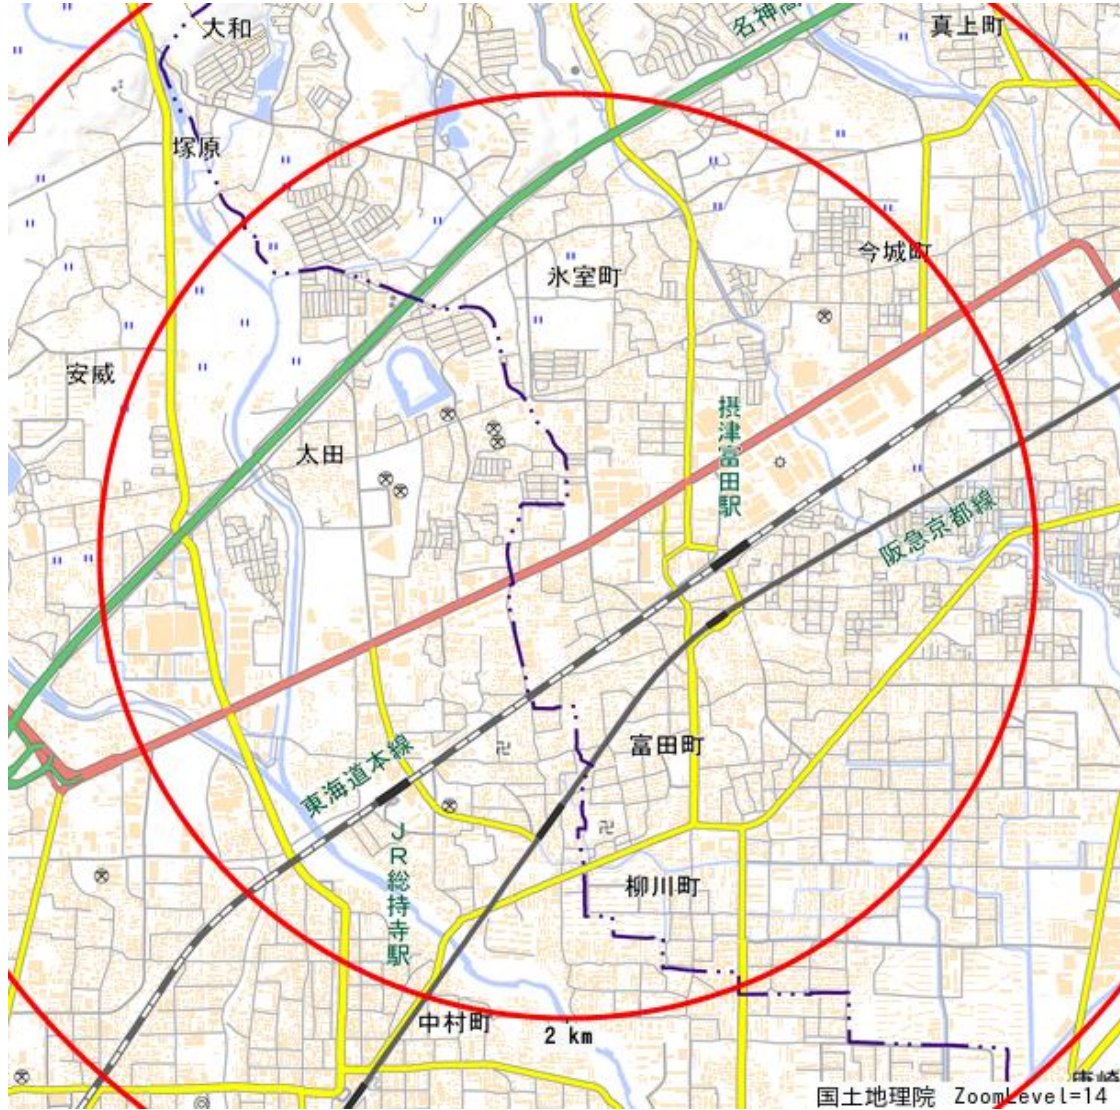 大和
名神高
真上町
塚原
今城町
氷室町
安威
摂津富田駅
太田
阪急京都線
富田町
東海道本線
JR総持寺駅
柳川町
中村町
2 km
唐崎
国土地理院 ZoomLevel=14